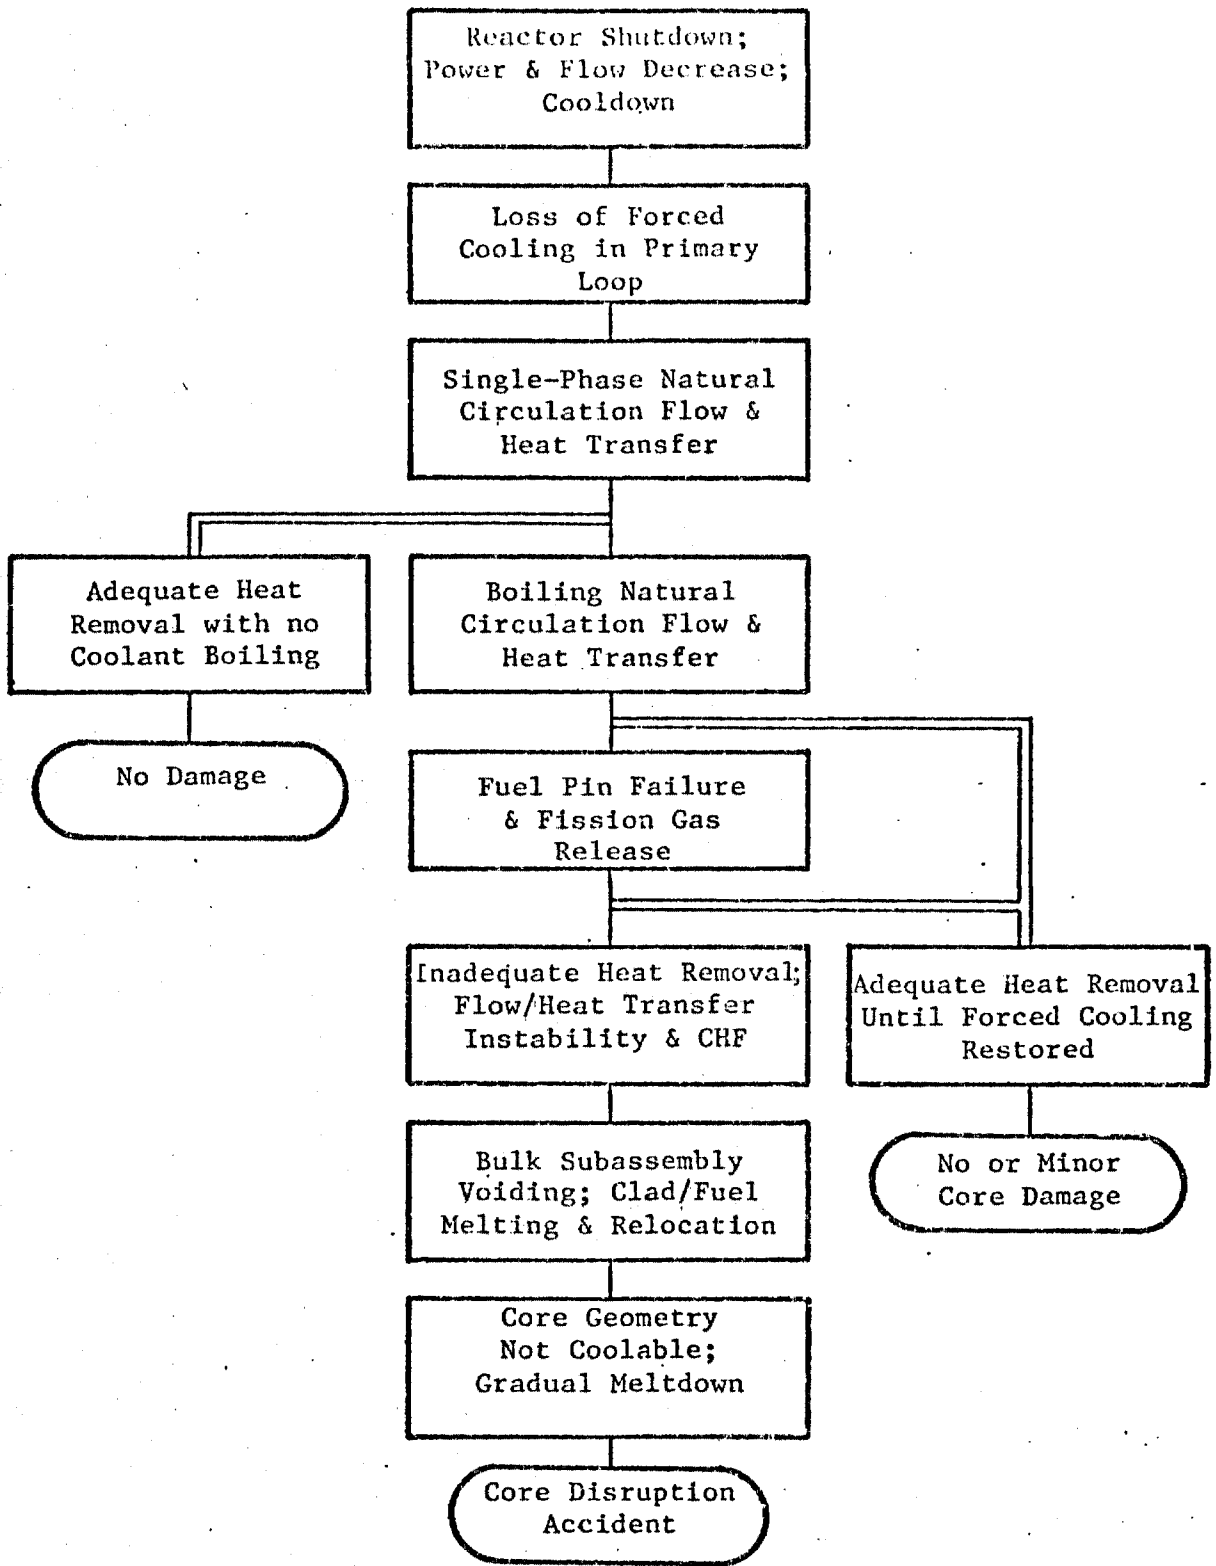 Reactor Shutdown;
Power & Flow Decrease;
Cooldown
Loss of Forced
Cooling in Primary
Loop
Single-Phase Natural
Circulation Flow &
Heat Transfer
Adequate Heat
Removal with no
Coolant Boiling
No Damage
Boiling Natural
Circulation Flow &
Heat Transfer
Fuel Pin Failure
& Fission Gas
Release
Inadequate Heat Removal;
Flow/Heat Transfer
Instability & CHF
Adequate Heat Removal
Until Forced Cooling
Restored
No or Minor
Core Damage
Bulk Subassembly
Voiding; Clad/Fuel
Melting & Relocation
Core Geometry
Not Coolable;
Gradual Meltdown
Core Disruption
Accident